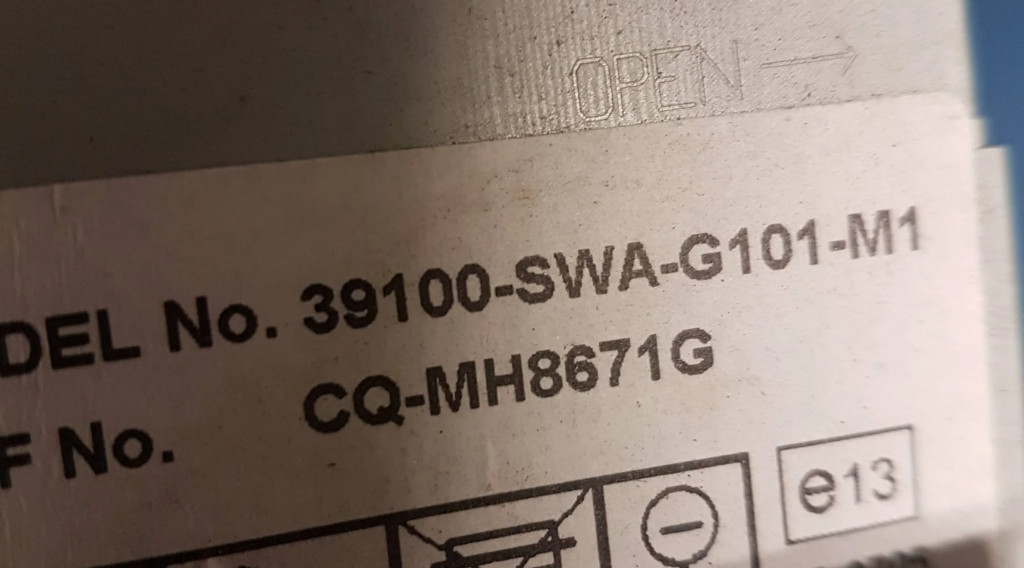 OPEN →
DEL No. 39100-SWA-G101-M1
F No. CQ-MH8671G
e13